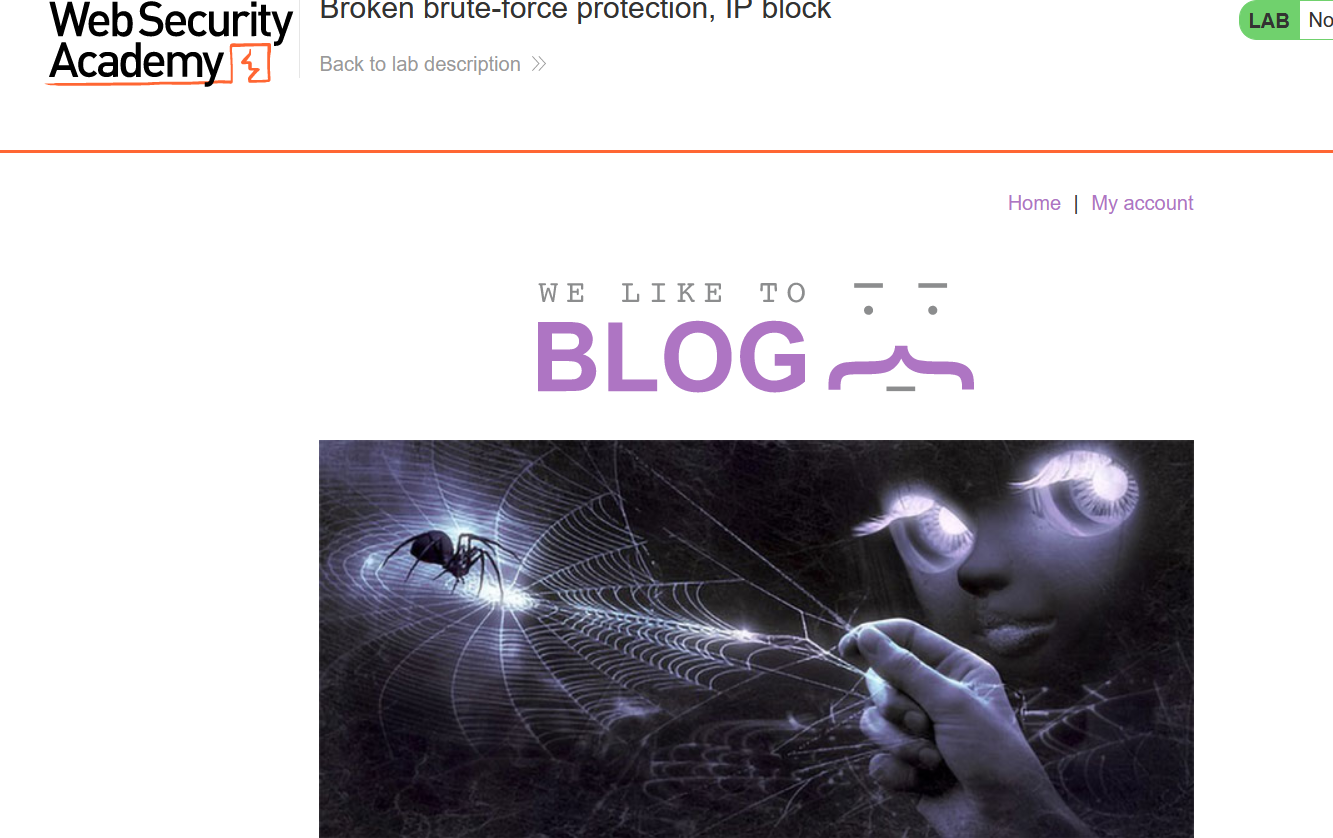 Web Security
Academy
Broken brute-force protection, IP block
Back to lab description
LAB
No
Home | My account
WE LIKE TO
BLOG